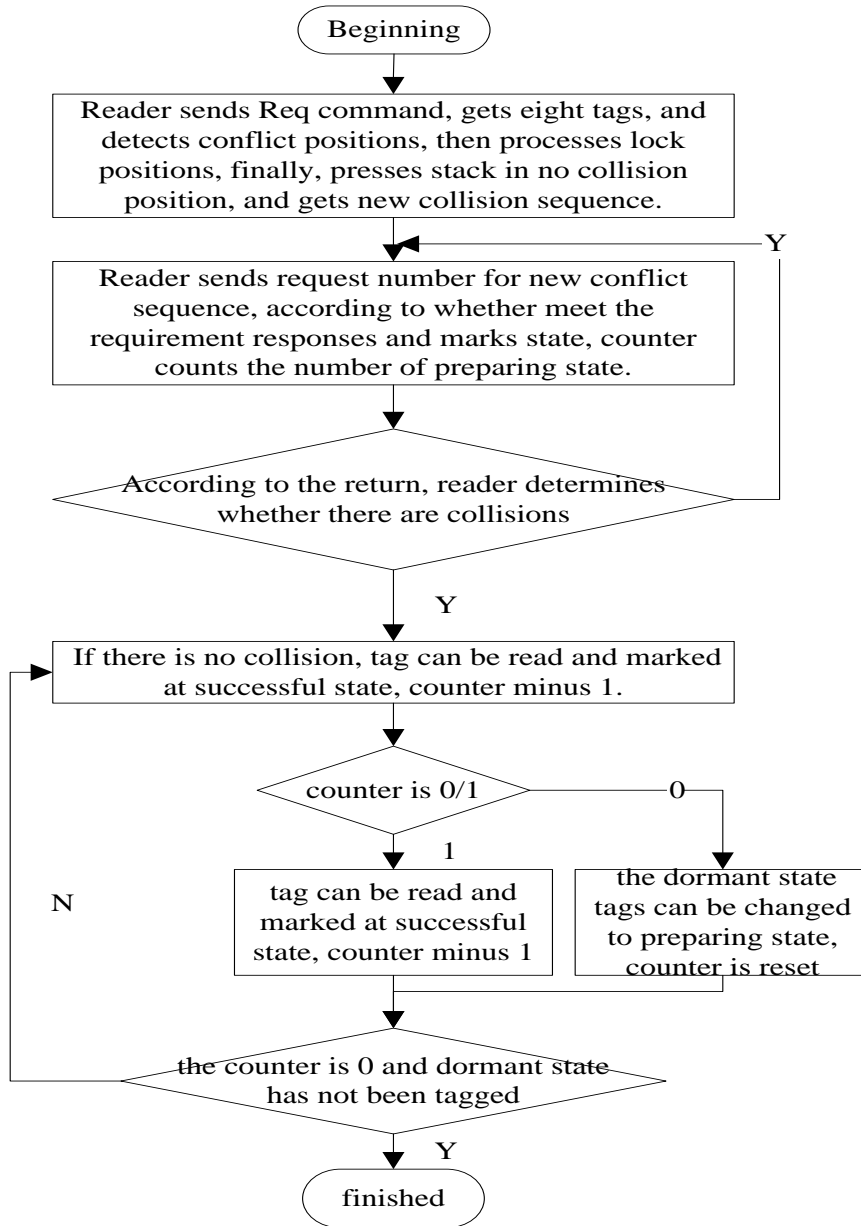 Beginning
Reader sends Req command, gets eight tags, and
detects conflict positions, then processes lock
positions, finally, presses stack in no collision
position, and gets new collision sequence.
Y
Reader sends request number for new conflict
sequence, according to whether meet the
requirement responses and marks state, counter
counts the number of preparing state.
According to the return, reader determines
whether there are collisions
Y
If there is no collision, tag can be read and marked
at successful state, counter minus 1.
counter is 0/1
0
1
N
tag can be read and
marked at successful
state, counter minus 1
the dormant state
tags can be changed
to preparing state,
counter is reset
the counter is 0 and dormant state
has not been tagged
Y
finished